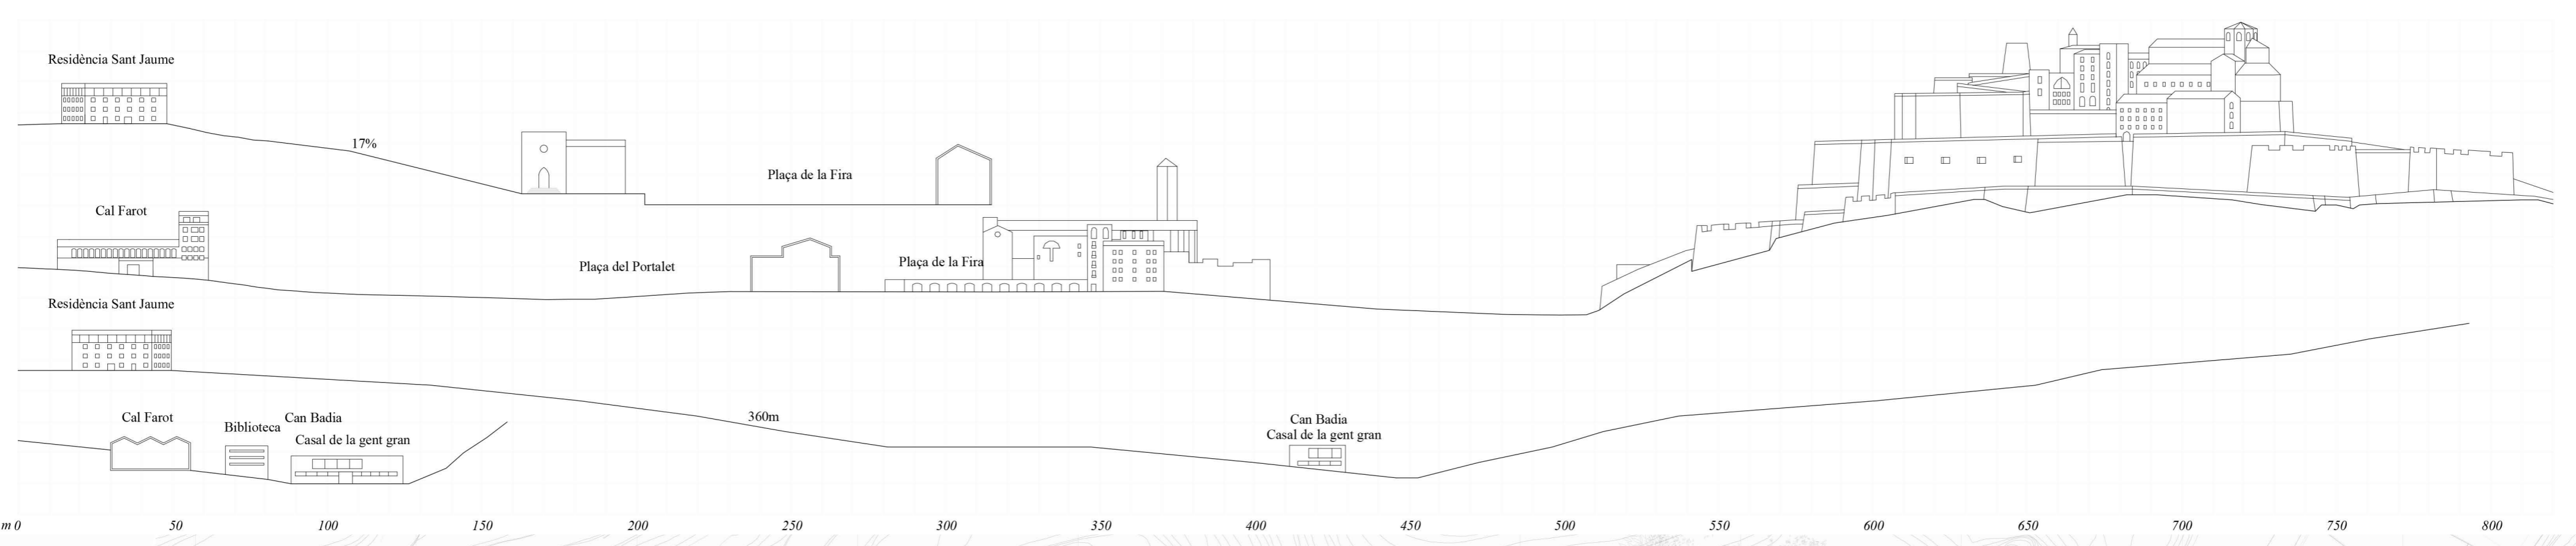 Residència Sant Jaume
17%
Plaça de la Fira
Cal Farot
Plaça del Portalet
Plaça de la Fira
Residència Sant Jaume
360m
Cal Farot
Biblioteca
Can Badia
Casal de la gent gran
Can Badia
Casal de la gent gran
m 0 50 100 150 200 250 300 350 400 450 500 550 600 650 700 750 800